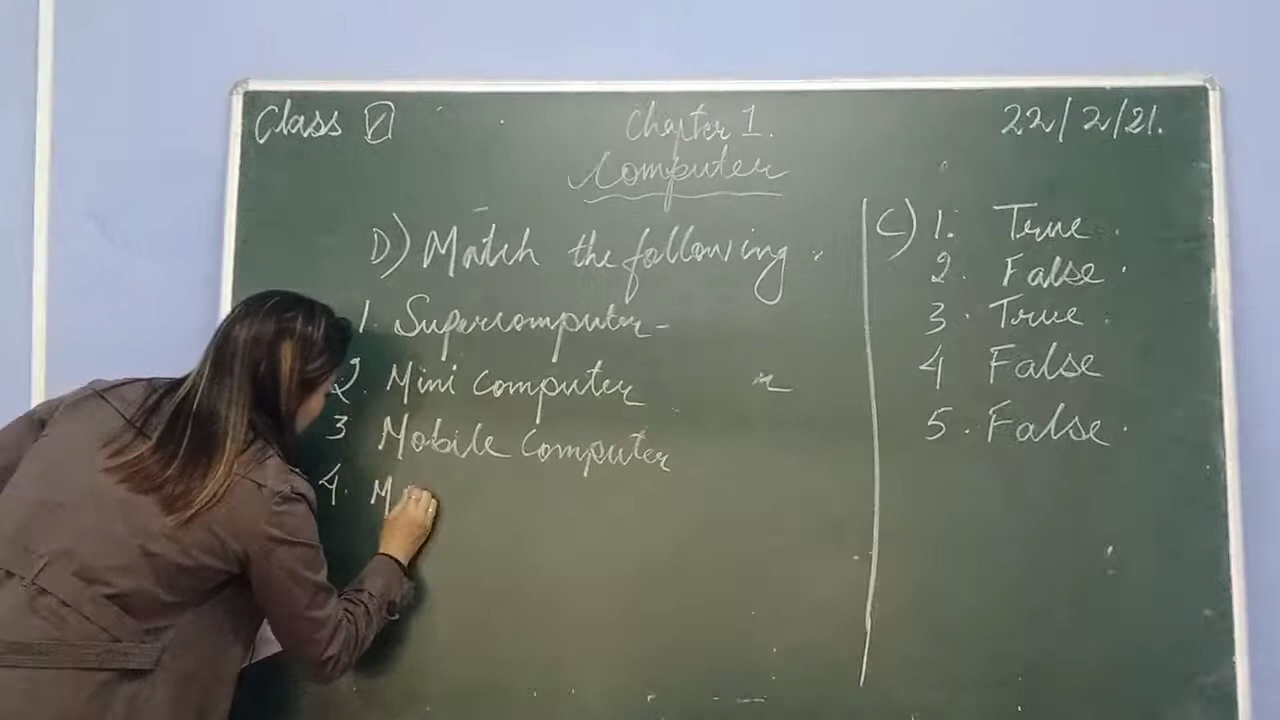 Class V
Chapter 1.
22/2/21.
Computer
D) Match the following :
1. Supercomputer -
2. Mini computer
3 Mobile Computer
4. M
C) 1. True.
2. False.
3. True.
4 False
5. False.